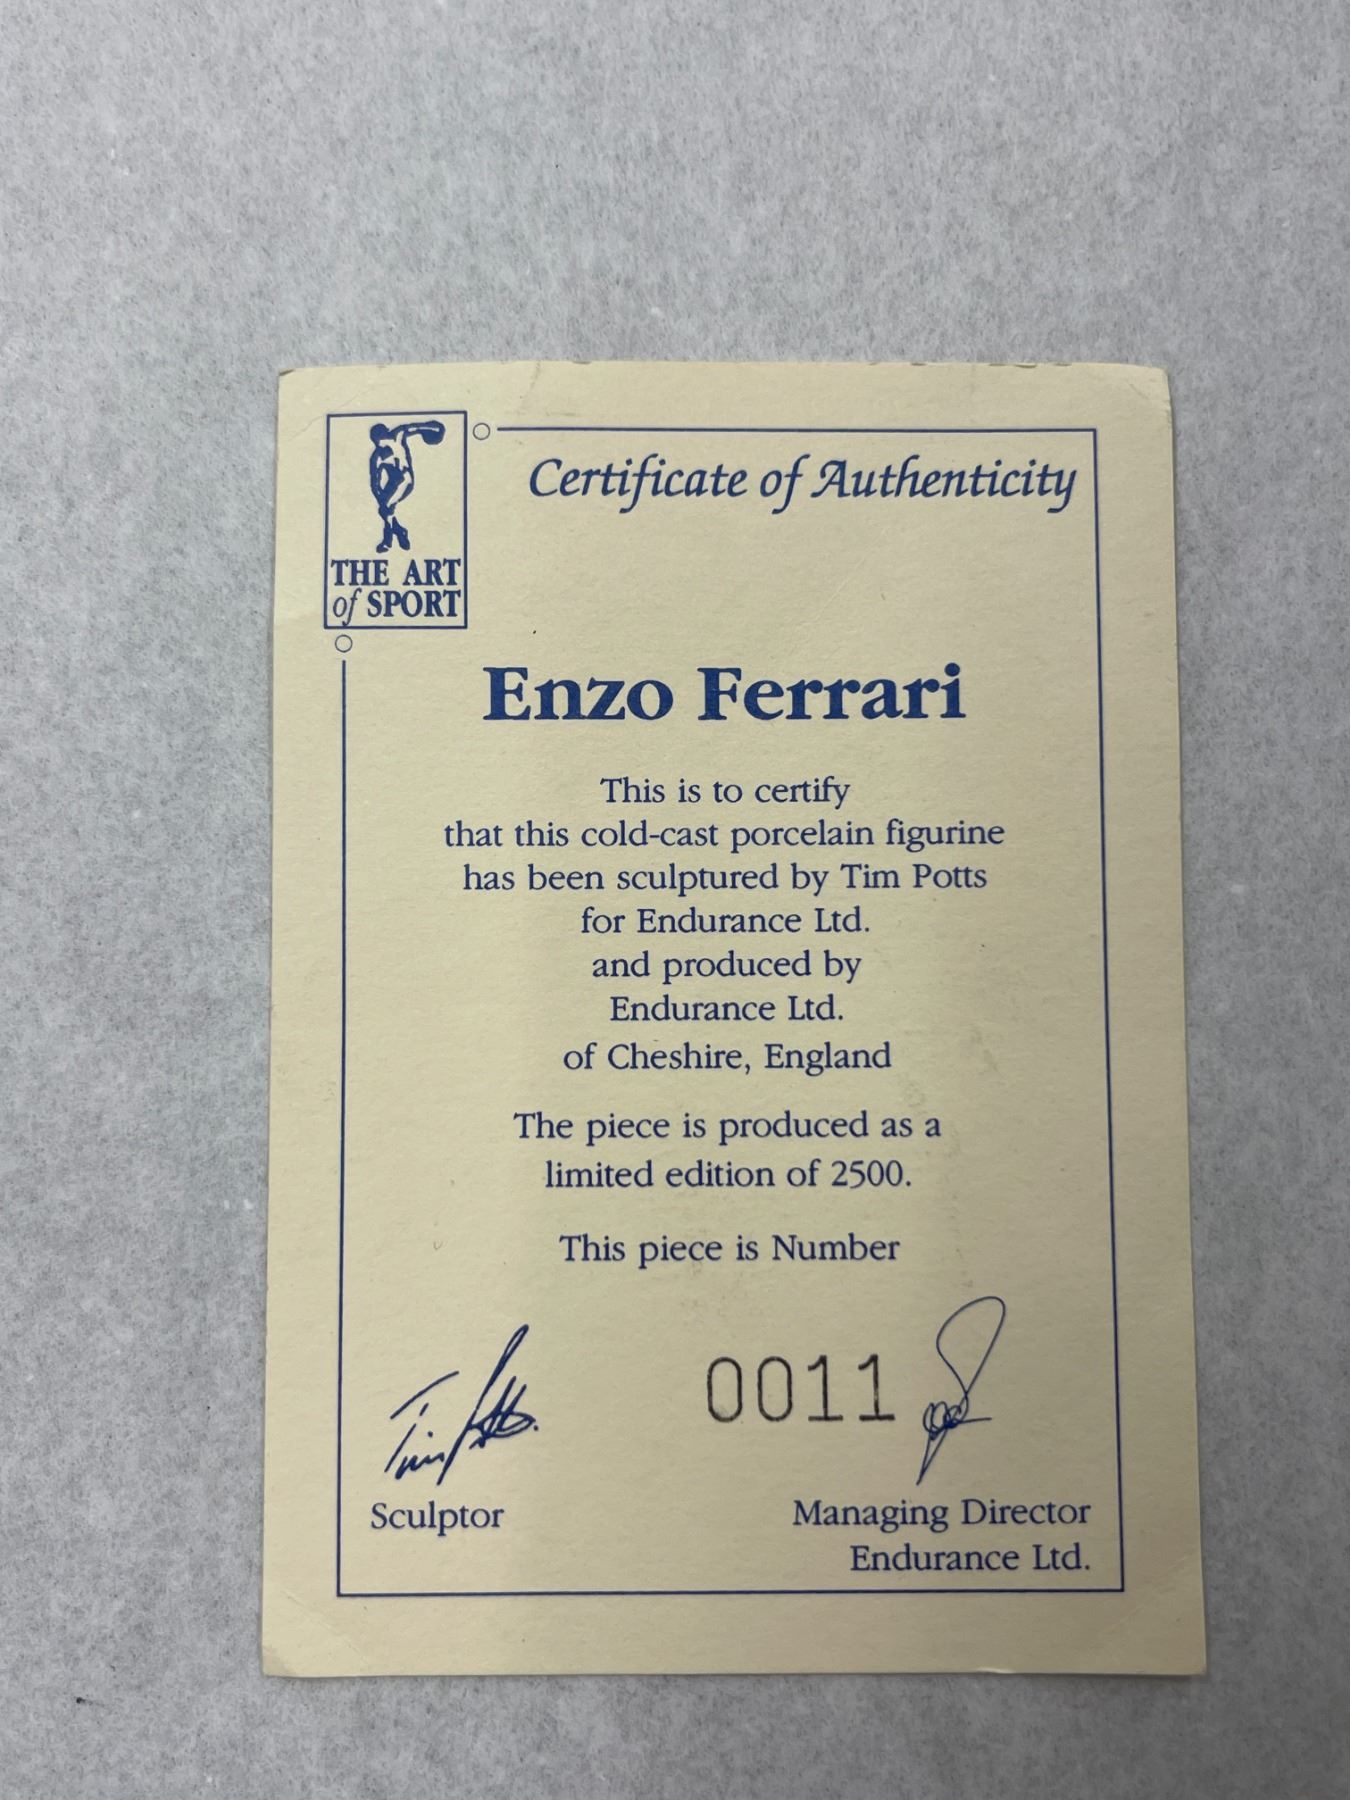 THE ART
of SPORT
Certificate of Authenticity
Enzo Ferrari
This is to certify
that this cold-cast porcelain figurine
has been sculptured by Tim Potts
for Endurance Ltd.
and produced by
Endurance Ltd.
of Cheshire, England
The piece is produced as a
limited edition of 2500.
This piece is Number
0011
Tim Potts.
Sculptor
Managing Director
Endurance Ltd.